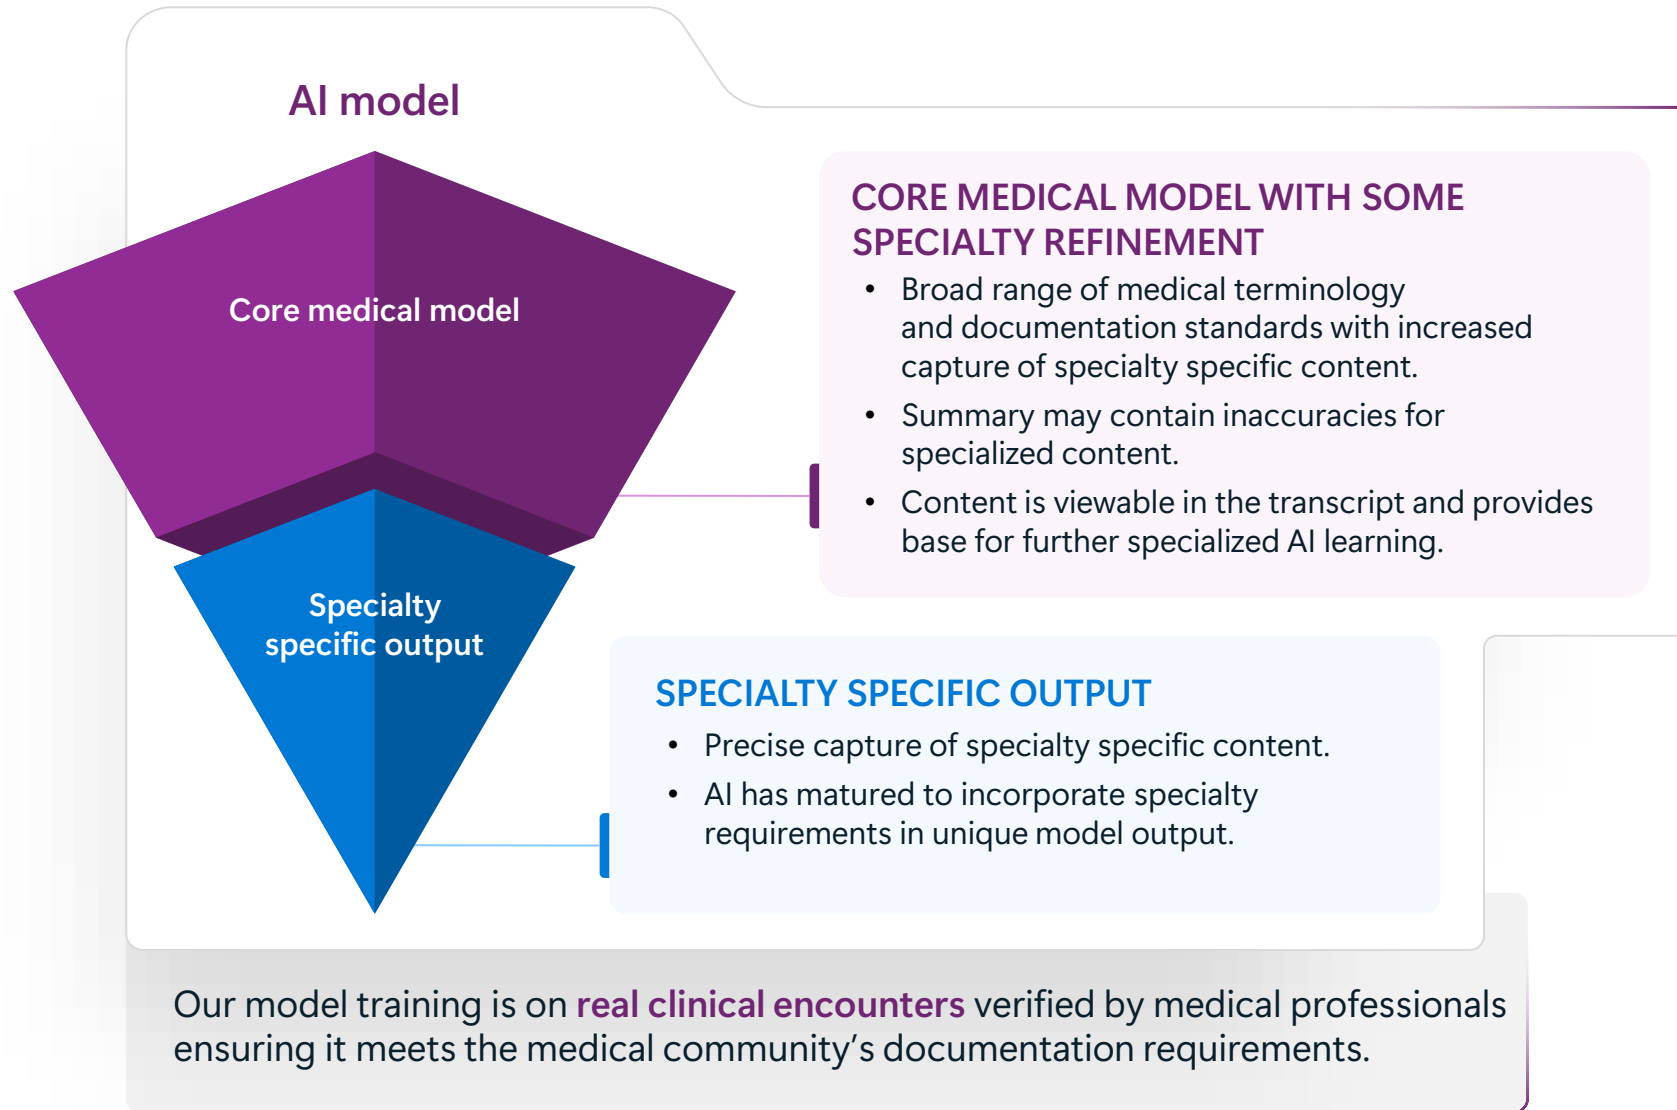 AI model
Core medical model
Specialty
specific output
CORE MEDICAL MODEL WITH SOME
SPECIALTY REFINEMENT
• Broad range of medical terminology
and documentation standards with increased
capture of specialty specific content.
• Summary may contain inaccuracies for
specialized content.
• Content is viewable in the transcript and provides
base for further specialized AI learning.
SPECIALTY SPECIFIC OUTPUT
• Precise capture of specialty specific content.
• AI has matured to incorporate specialty
requirements in unique model output.
Our model training is on real clinical encounters verified by medical professionals
ensuring it meets the medical community’s documentation requirements.